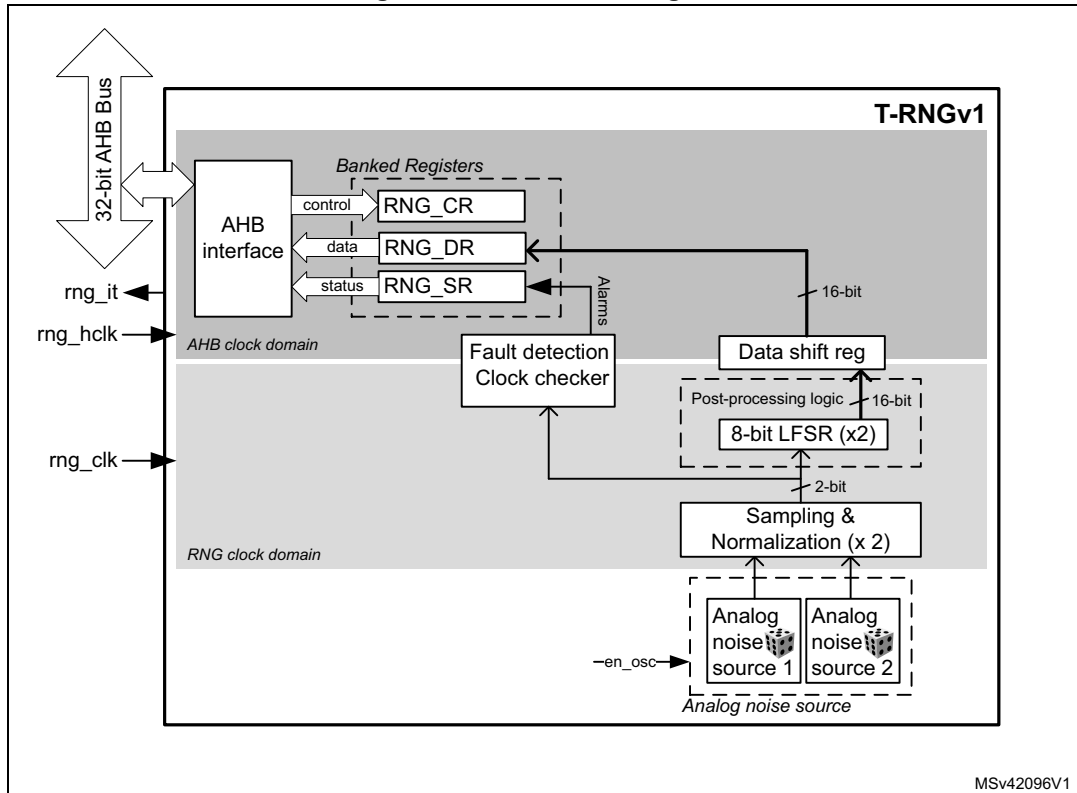 32-bit AHB Bus
T-RNGv1
Banked Registers
AHB
interface
control
RNG_CR
data
RNG_DR
status
RNG_SR
Alarms
16-bit
rng_it
rng_hclk
AHB clock domain
Fault detection
Clock checker
Data shift reg
Post-processing logic
16-bit
8-bit LFSR (x2)
rng_clk
2-bit
Sampling &
Normalization (x 2)
RNG clock domain
Analog
noise
source 1
Analog
noise
source 2
en_osc
Analog noise source
MSv42096V1